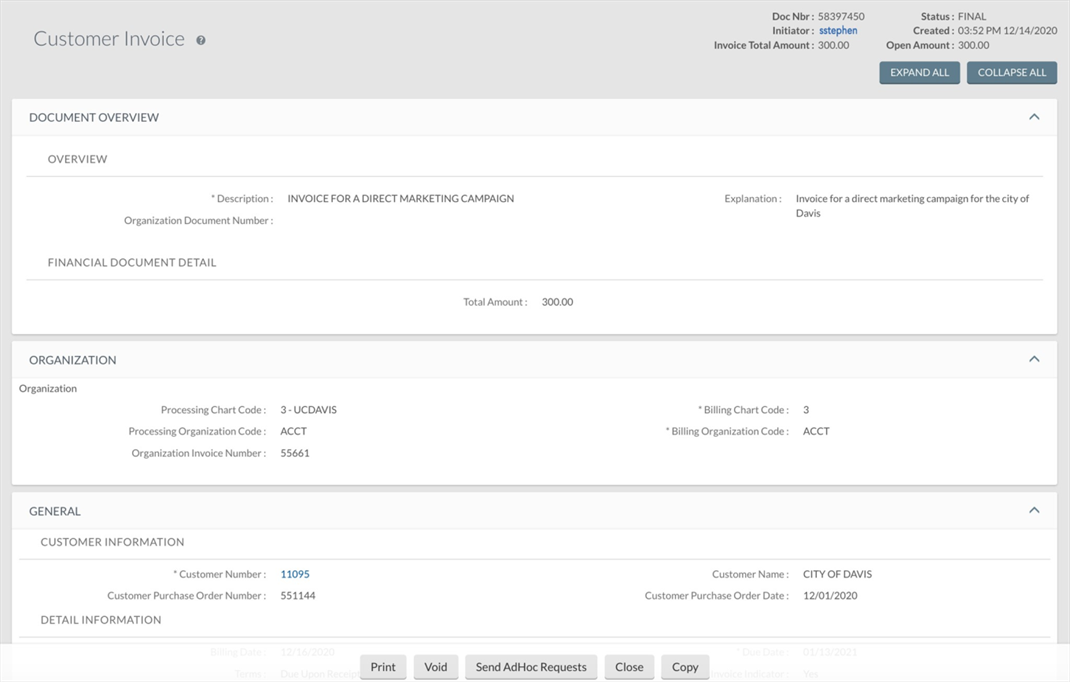 Customer Invoice
Doc Nbr : 58397450 Status : FINAL
Initiator : sstephen Created : 03:52 PM 12/14/2020
Invoice Total Amount : 300.00 Open Amount : 300.00
EXPAND ALL COLLAPSE ALL
DOCUMENT OVERVIEW
OVERVIEW
* Description : INVOICE FOR A DIRECT MARKETING CAMPAIGN Explanation : Invoice for a direct marketing campaign for the city of
Davis
Organization Document Number :
FINANCIAL DOCUMENT DETAIL
Total Amount : 300.00
ORGANIZATION
Organization
Processing Chart Code : 3 - UCDAVIS * Billing Chart Code : 3
Processing Organization Code : ACCT * Billing Organization Code : ACCT
Organization Invoice Number : 55661
GENERAL
CUSTOMER INFORMATION
* Customer Number : 11095 Customer Name : CITY OF DAVIS
Customer Purchase Order Number : 551144 Customer Purchase Order Date : 12/01/2020
DETAIL INFORMATION
Billing Date : 12/16/2020 * Due Date : 01/13/2021
Terms : Due Upon Receipt Invoice Indicator : Yes
Print Void Send AdHoc Requests Close Copy